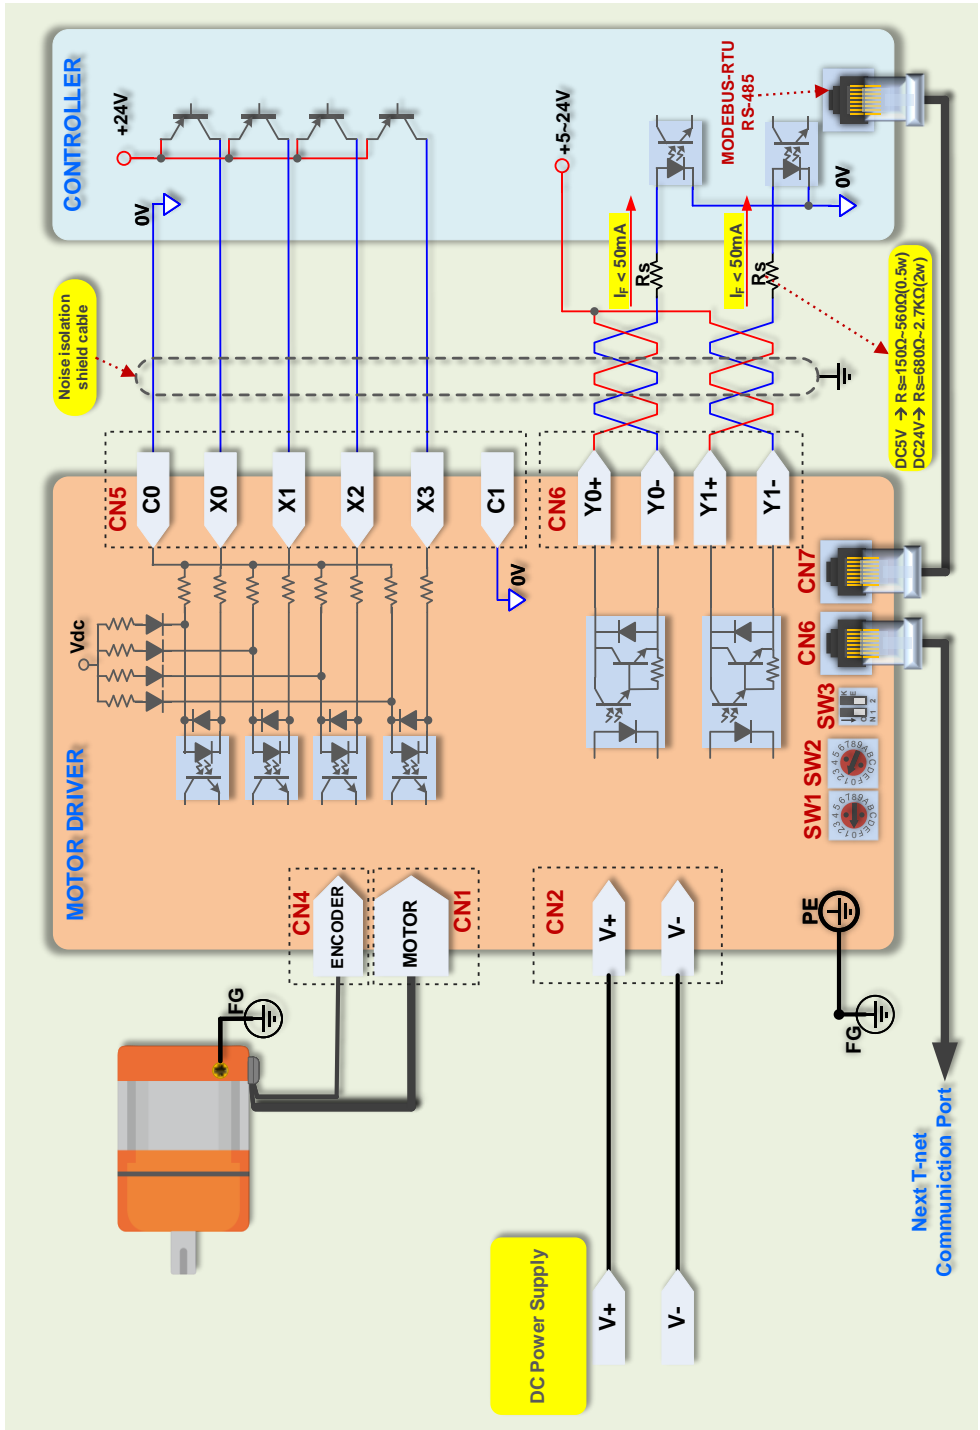 CONTROLLER
+24V
0V
+5~24V
MODEBUS-RTU
RS-485
0V
I_F < 50mA
Rs
I_F < 50mA
Rs
Noise isolation
shield cable
DC5V → Rs=150Ω~560Ω(0.5w)
DC24V→ Rs=680Ω~2.7KΩ(2w)
CN5
C0
X0
X1
X2
X3
C1
0V
CN6
Y0+
Y0-
Y1+
Y1-
CN7
CN6
SW3
SW2
SW1
Vdc
MOTOR DRIVER
CN4
ENCODER
MOTOR
CN1
CN2
V+
V-
PE
FG
FG
Next T-net
Communiction Port
DC Power Supply
V+
V-